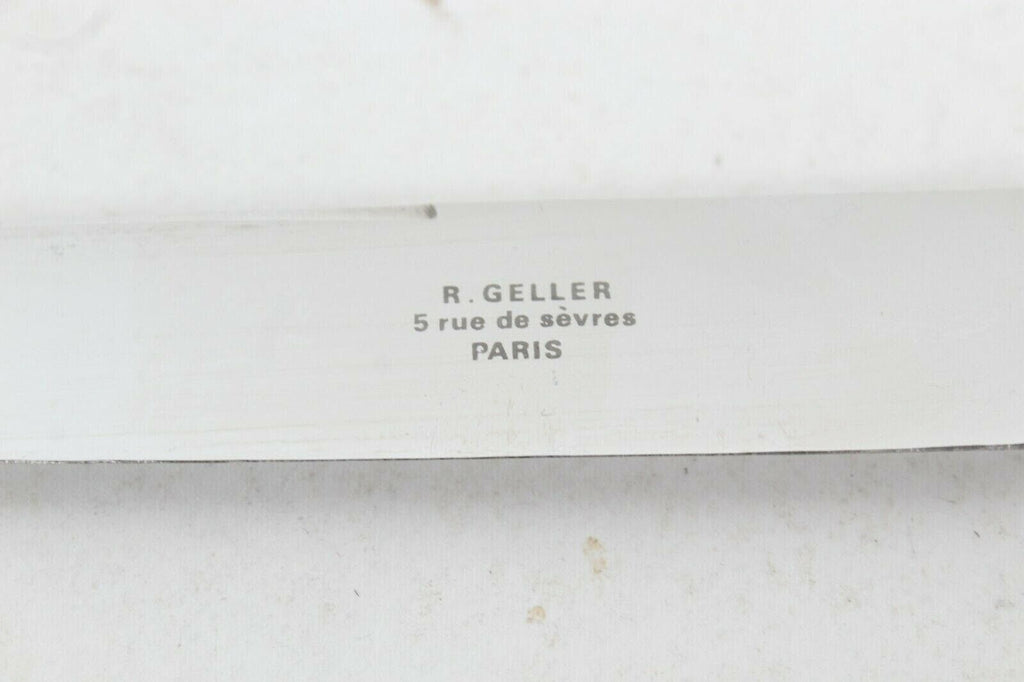 R. GELLER
5 rue de sèvres
PARIS